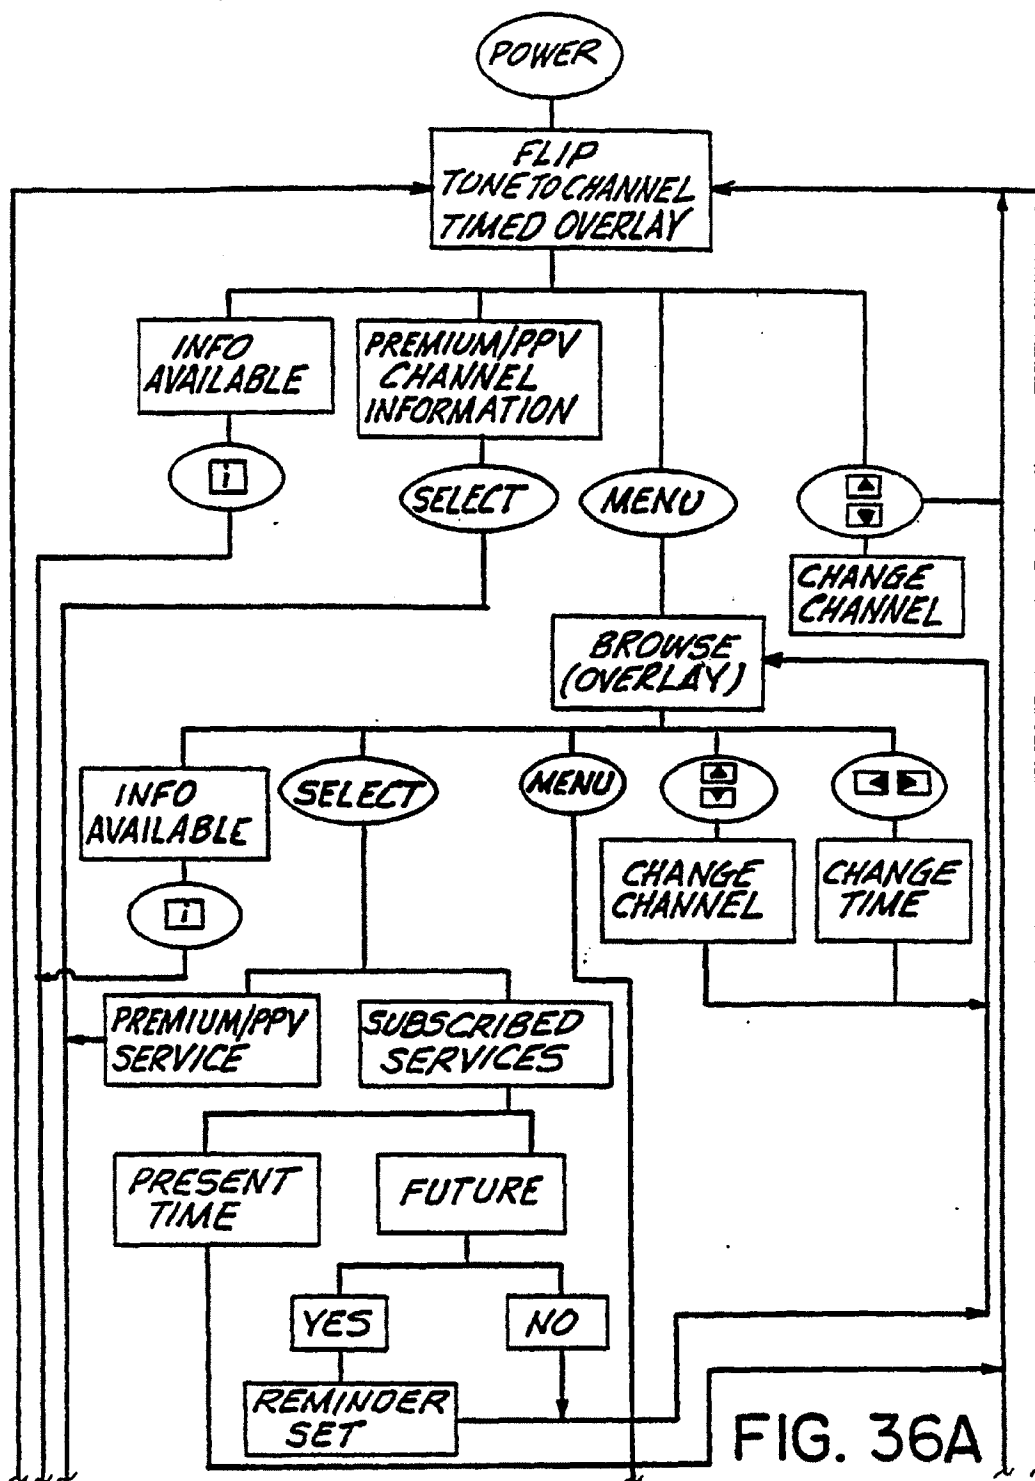 POWER
FLIP
TUNE TO CHANNEL
TIMED OVERLAY
INFO
AVAILABLE
PREMIUM/PPV
CHANNEL
INFORMATION
i
SELECT
MENU
CHANGE
CHANNEL
BROWSE
(OVERLAY)
INFO
AVAILABLE
SELECT
MENU
CHANGE
CHANNEL
CHANGE
TIME
i
PREMIUM/PPV
SERVICE
SUBSCRIBED
SERVICES
PRESENT
TIME
FUTURE
YES
NO
REMINDER
SET
FIG. 36A